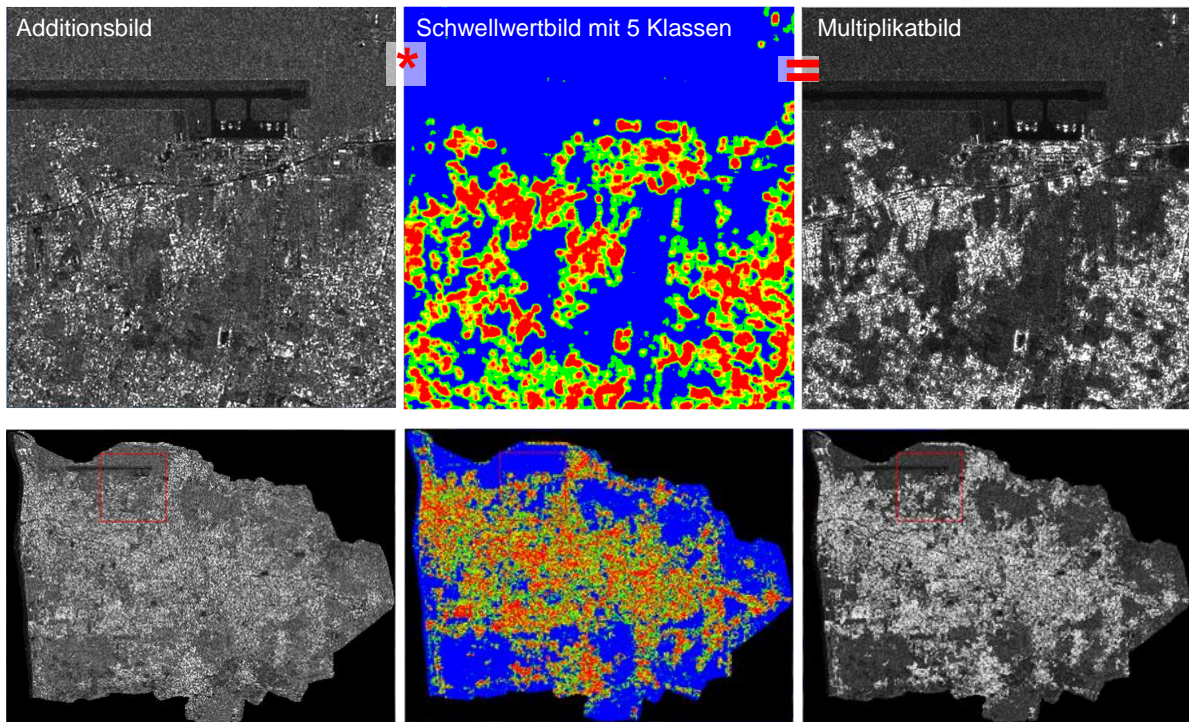 Additionsbild
*
Schwellwertbild mit 5 Klassen
=
Multiplikatbild